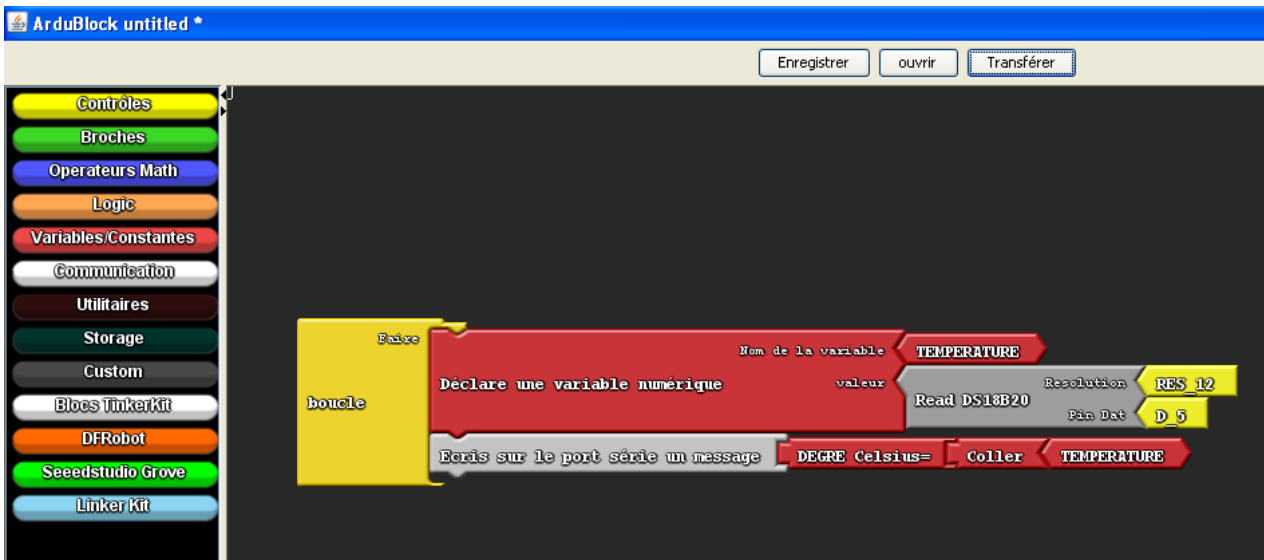 ArduBlock untitled *
Enregistrer ouvrir Transférer
Contrôles
Broches
Operateurs Math
Logic
Variables/Constantes
Communication
Utilitaires
Storage
Custom
Blocs TinkerKit
DFRobot
Seeedstudio Grove
Linker Kit
boucle
Faire
Déclare une variable numérique
Nom de la variable TEMPERATURE
valeur
Read DS18B20
Resolution RES_12
Pin Dat D_5
Ecris sur le port série un message DEGRE Celsius= Coller TEMPERATURE